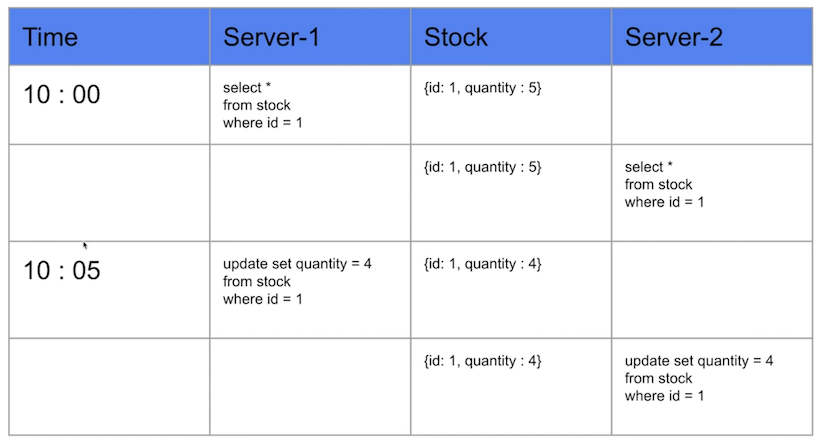 Time Server-1 Stock Server-2
10 : 00
select *
from stock
where id = 1
{id: 1, quantity : 5}
{id: 1, quantity : 5}
select *
from stock
where id = 1
10 : 05
update set quantity = 4
from stock
where id = 1
{id: 1, quantity : 4}
{id: 1, quantity : 4}
update set quantity = 4
from stock
where id = 1